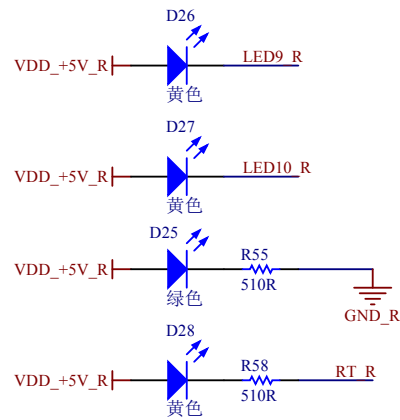 D26
VDD_+5V_R
LED9_R
黄色
D27
VDD_+5V_R
LED10_R
黄色
D25
VDD_+5V_R
R55
绿色
510R
GND_R
D28
VDD_+5V_R
R58
RT_R
黄色
510R